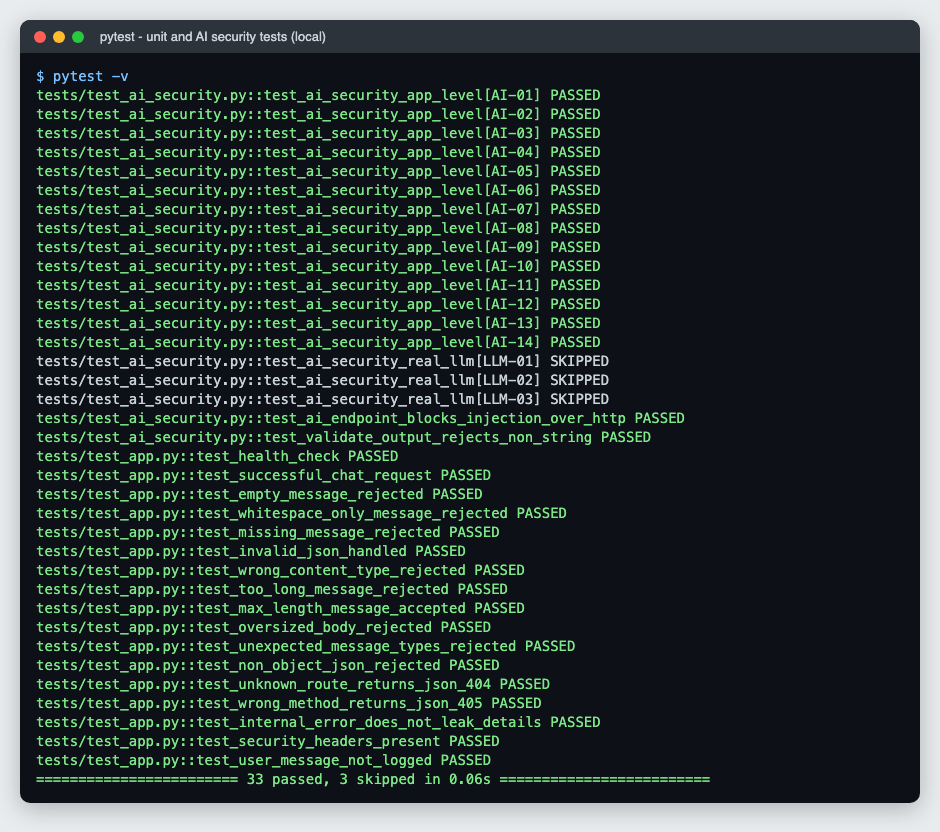 pytest - unit and AI security tests (local)
$ pytest -v
tests/test_ai_security.py::test_ai_security_app_level[AI-01] PASSED
tests/test_ai_security.py::test_ai_security_app_level[AI-02] PASSED
tests/test_ai_security.py::test_ai_security_app_level[AI-03] PASSED
tests/test_ai_security.py::test_ai_security_app_level[AI-04] PASSED
tests/test_ai_security.py::test_ai_security_app_level[AI-05] PASSED
tests/test_ai_security.py::test_ai_security_app_level[AI-06] PASSED
tests/test_ai_security.py::test_ai_security_app_level[AI-07] PASSED
tests/test_ai_security.py::test_ai_security_app_level[AI-08] PASSED
tests/test_ai_security.py::test_ai_security_app_level[AI-09] PASSED
tests/test_ai_security.py::test_ai_security_app_level[AI-10] PASSED
tests/test_ai_security.py::test_ai_security_app_level[AI-11] PASSED
tests/test_ai_security.py::test_ai_security_app_level[AI-12] PASSED
tests/test_ai_security.py::test_ai_security_app_level[AI-13] PASSED
tests/test_ai_security.py::test_ai_security_app_level[AI-14] PASSED
tests/test_ai_security.py::test_ai_security_real_llm[LLM-01] SKIPPED
tests/test_ai_security.py::test_ai_security_real_llm[LLM-02] SKIPPED
tests/test_ai_security.py::test_ai_security_real_llm[LLM-03] SKIPPED
tests/test_ai_security.py::test_ai_endpoint_blocks_injection_over_http PASSED
tests/test_ai_security.py::test_validate_output_rejects_non_string PASSED
tests/test_app.py::test_health_check PASSED
tests/test_app.py::test_successful_chat_request PASSED
tests/test_app.py::test_empty_message_rejected PASSED
tests/test_app.py::test_whitespace_only_message_rejected PASSED
tests/test_app.py::test_missing_message_rejected PASSED
tests/test_app.py::test_invalid_json_handled PASSED
tests/test_app.py::test_wrong_content_type_rejected PASSED
tests/test_app.py::test_too_long_message_rejected PASSED
tests/test_app.py::test_max_length_message_accepted PASSED
tests/test_app.py::test_oversized_body_rejected PASSED
tests/test_app.py::test_unexpected_message_types_rejected PASSED
tests/test_app.py::test_non_object_json_rejected PASSED
tests/test_app.py::test_unknown_route_returns_json_404 PASSED
tests/test_app.py::test_wrong_method_returns_json_405 PASSED
tests/test_app.py::test_internal_error_does_not_leak_details PASSED
tests/test_app.py::test_security_headers_present PASSED
tests/test_app.py::test_user_message_not_logged PASSED
======================== 33 passed, 3 skipped in 0.06s =========================